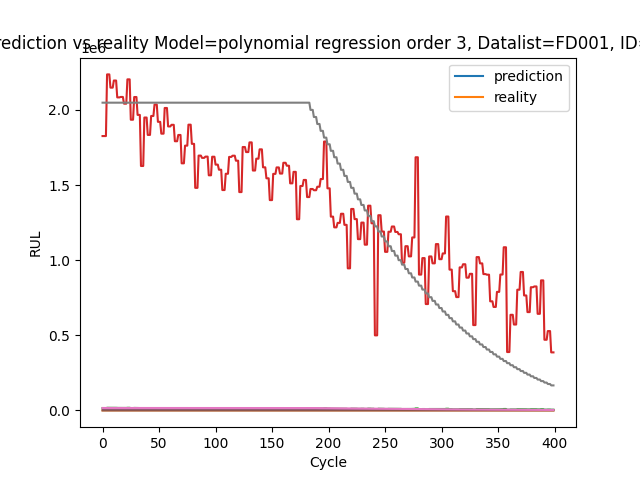 rediction vs reality Model=polynomial regression order 3, Datalist=FD001, ID=
1e6
prediction
reality
2.0
1.5
1.0
0.5
0.0
RUL
0 50 100 150 200 250 300 350 400
Cycle